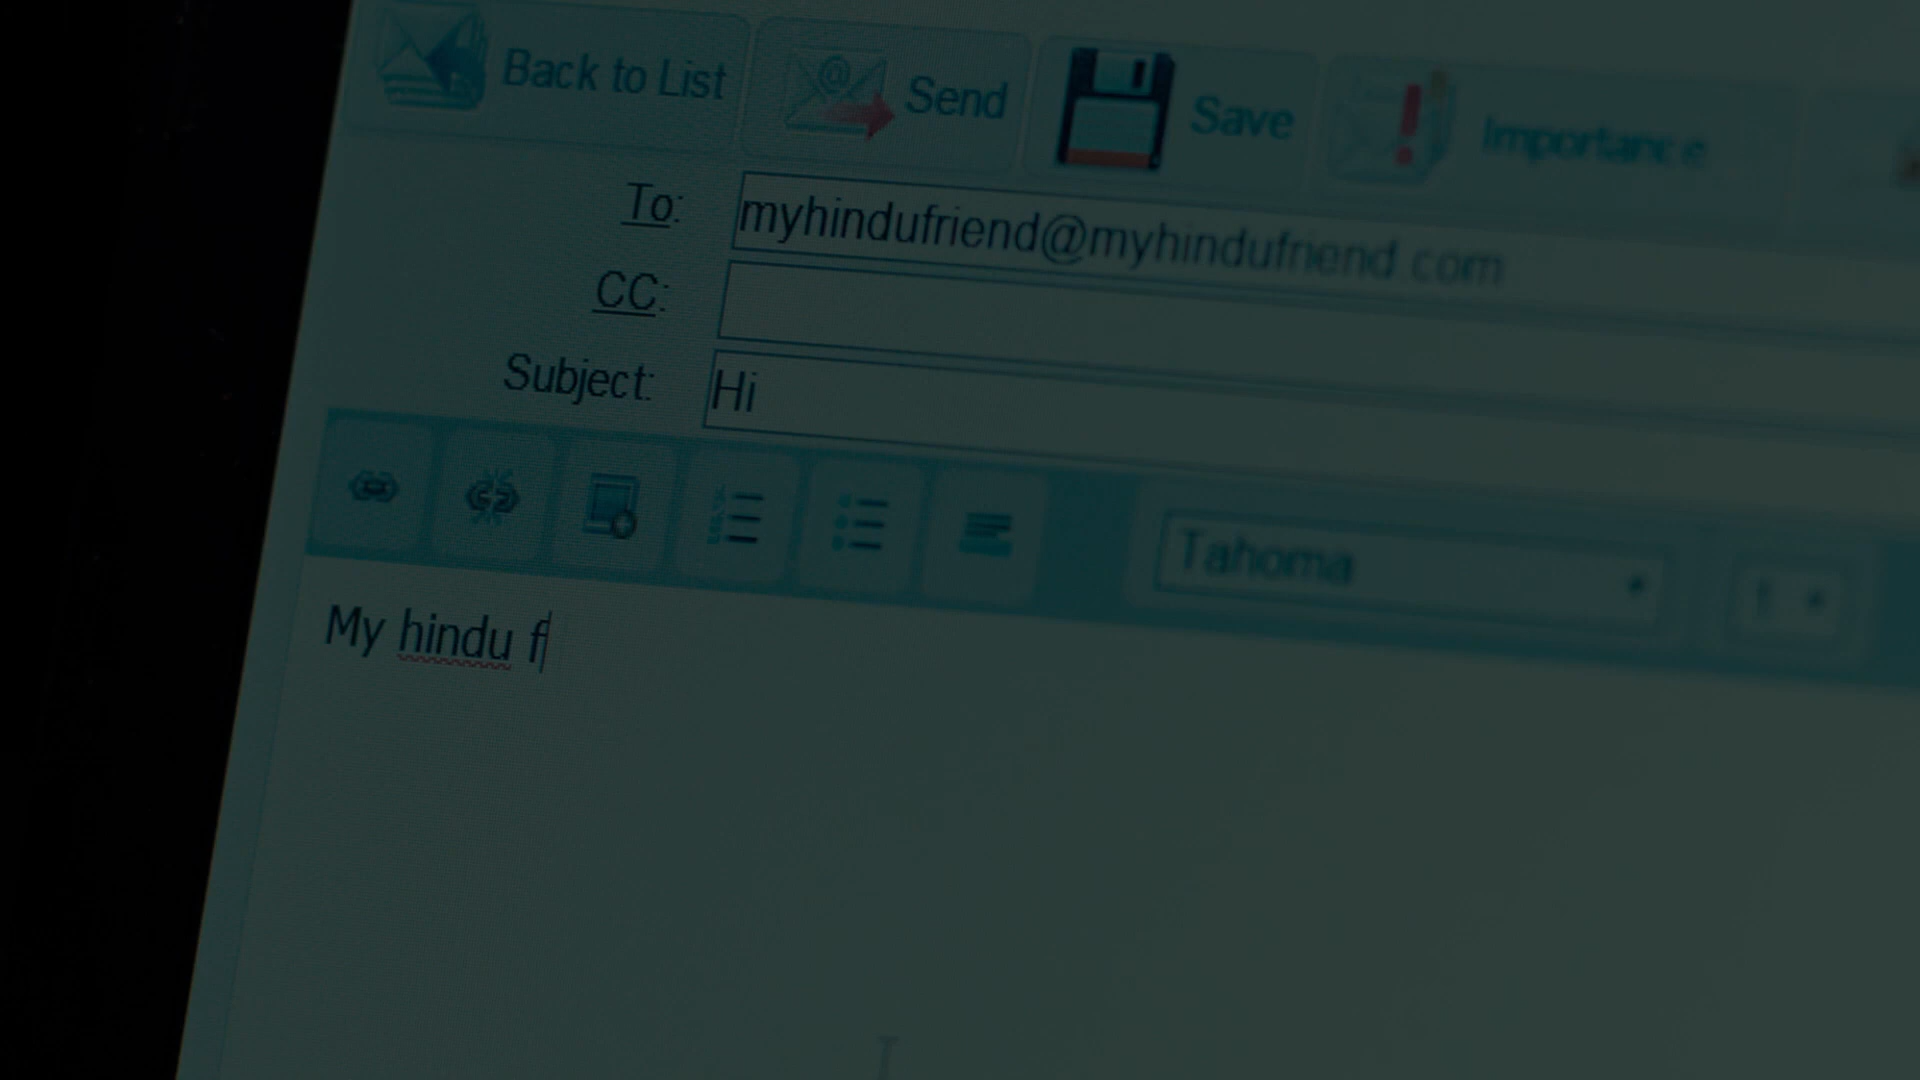 Back to List Send Save Importance
To: myhindufriend@myhindufriend.com
CC:
Subject: Hi
Tahoma
My hindu f